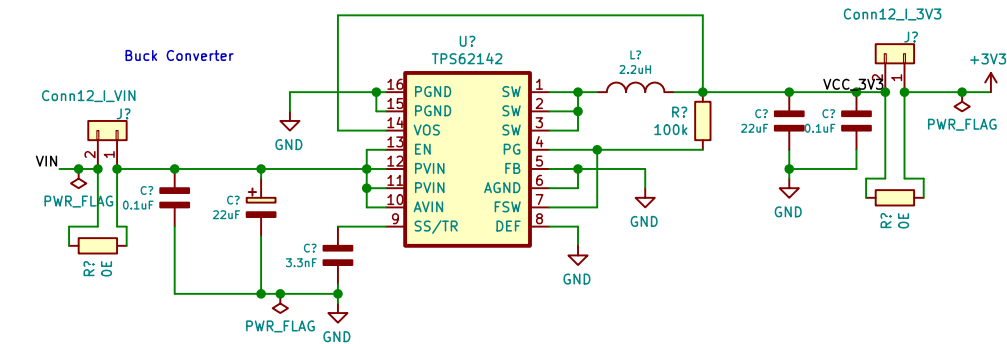 Conn12_I_3V3
J?
2
1
+3V3
PWR_FLAG
VCC_3V3
Buck Converter
U?
TPS62142
L?
2.2uH
Conn12_I_VIN
J?
2
1
VIN
PWR_FLAG
C?
0.1uF
C?
22uF
+
C?
3.3nF
R?
0E
PWR_FLAG
GND
GND
16 PGND SW 1
15 PGND SW 2
14 VOS SW 3
13 EN PG 4
12 PVIN FB 5
11 PVIN AGND 6
10 AVIN FSW 7
9 SS/TR DEF 8
R?
100k
GND
GND
C?
22uF
C?
0.1uF
GND
R?
0E